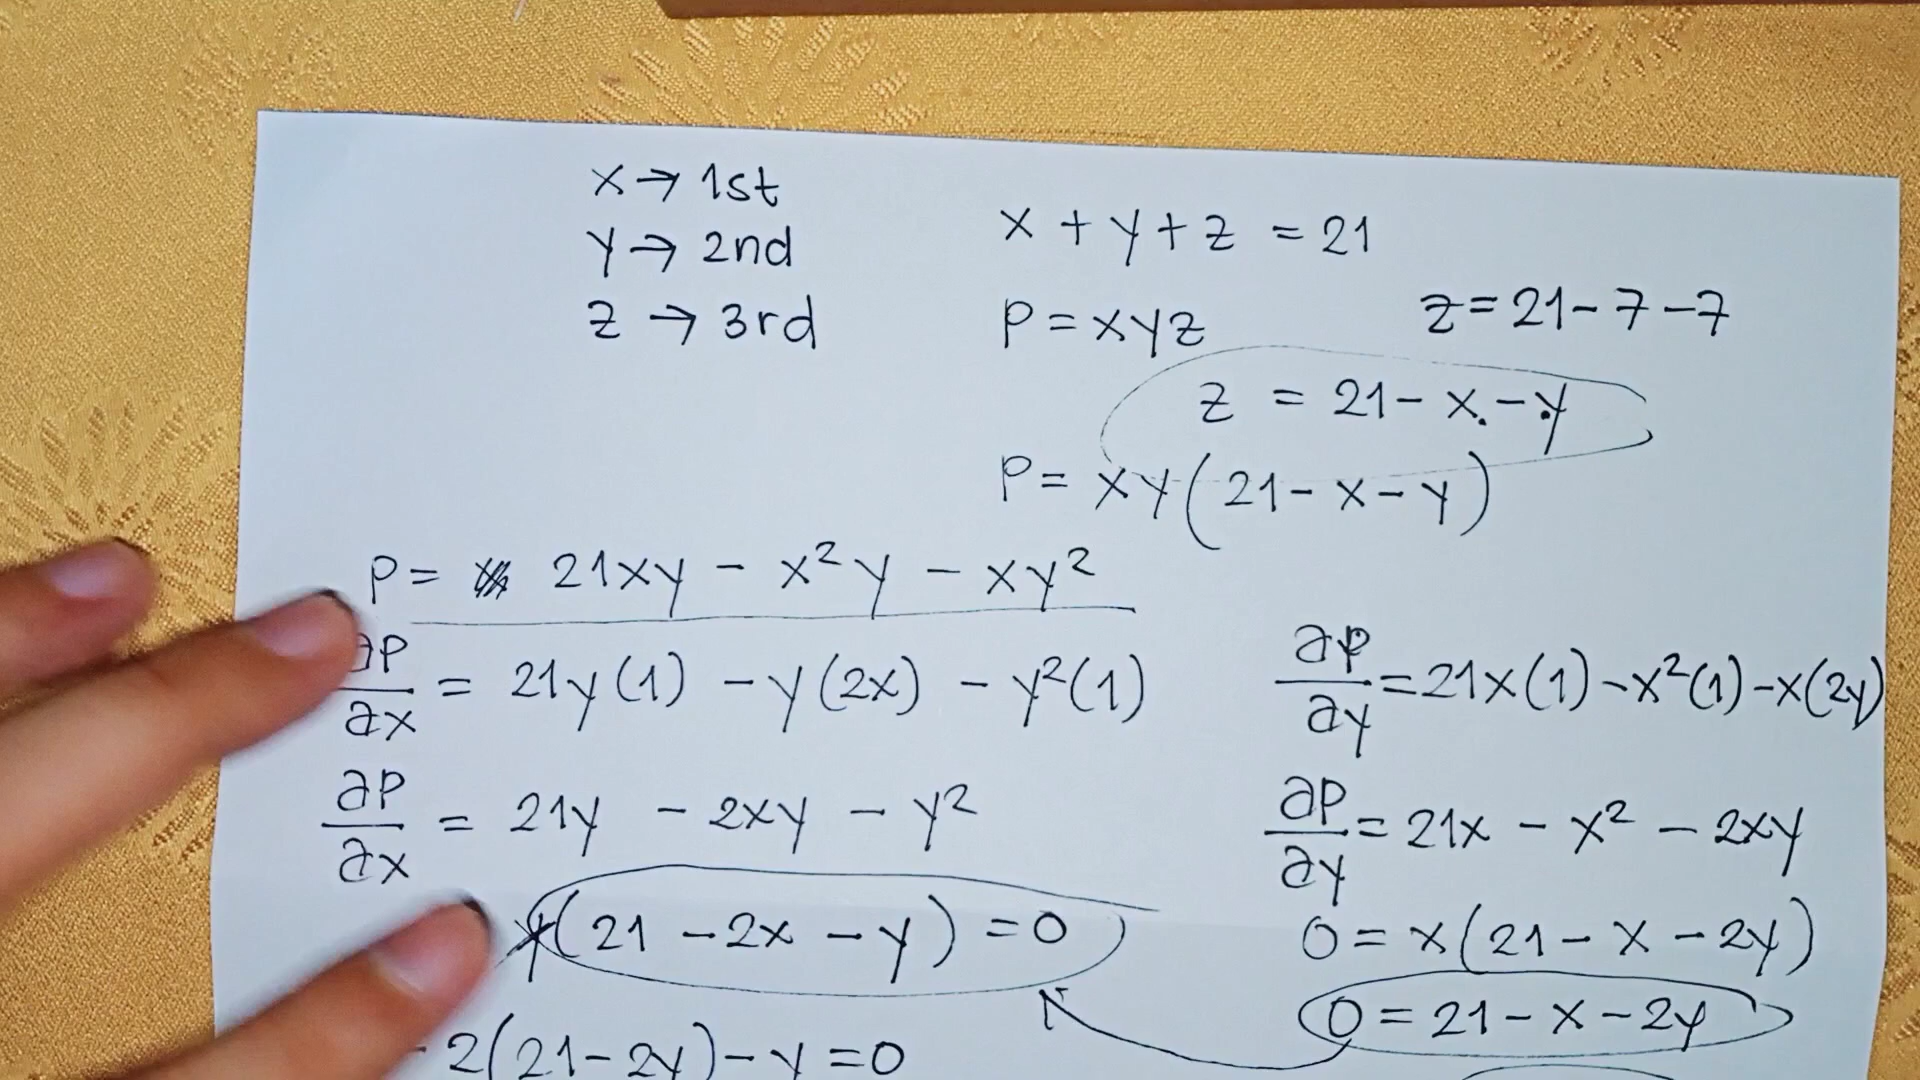 x → 1st
y → 2nd
z → 3rd
x + y + z = 21
P = xyz
z = 21 - 7 - 7
z = 21 - x - y
P = xy(21 - x - y)
P = 21xy - x²y - xy²
∂P/∂x = 21y(1) - y(2x) - y²(1)
∂P/∂x = 21y - 2xy - y²
y(21 - 2x - y) = 0
- 2(21 - 2y) - y = 0
∂P/∂y = 21x(1) - x²(1) - x(2y)
∂P/∂y = 21x - x² - 2xy
0 = x(21 - x - 2y)
0 = 21 - x - 2y